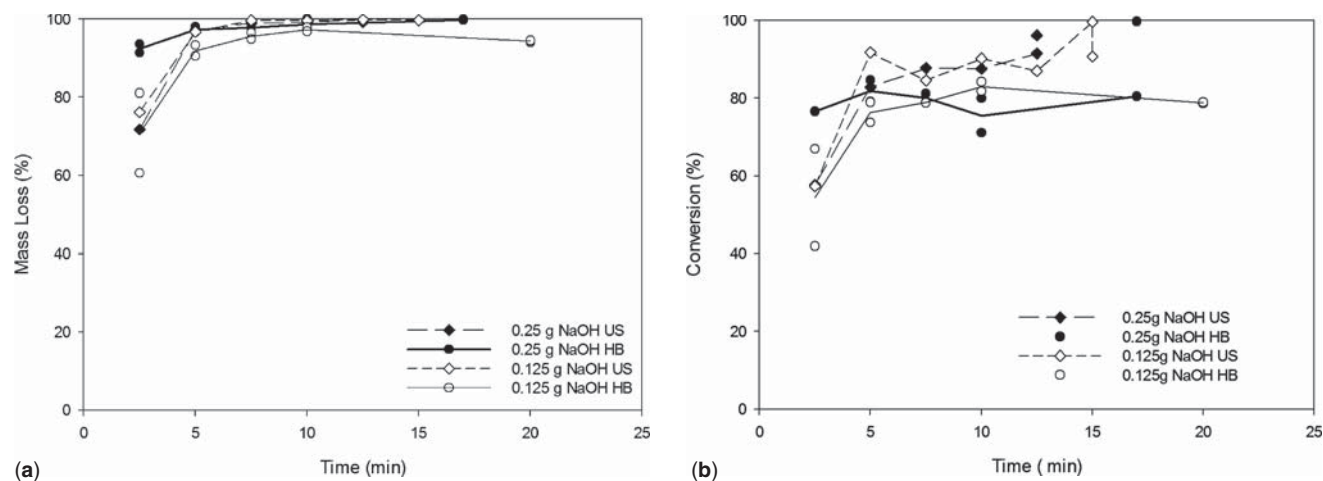 100
80
60
40
20
0
Mass Loss (%)
0.25 g NaOH US
0.25 g NaOH HB
0.125 g NaOH US
0.125 g NaOH HB
0 5 10 15 20 25
Time (min)
(a)
100
80
60
40
20
0
Conversion (%)
0.25g NaOH US
0.25g NaOH HB
0.125g NaOH US
0.125g NaOH HB
0 5 10 15 20 25
Time ( min)
(b)